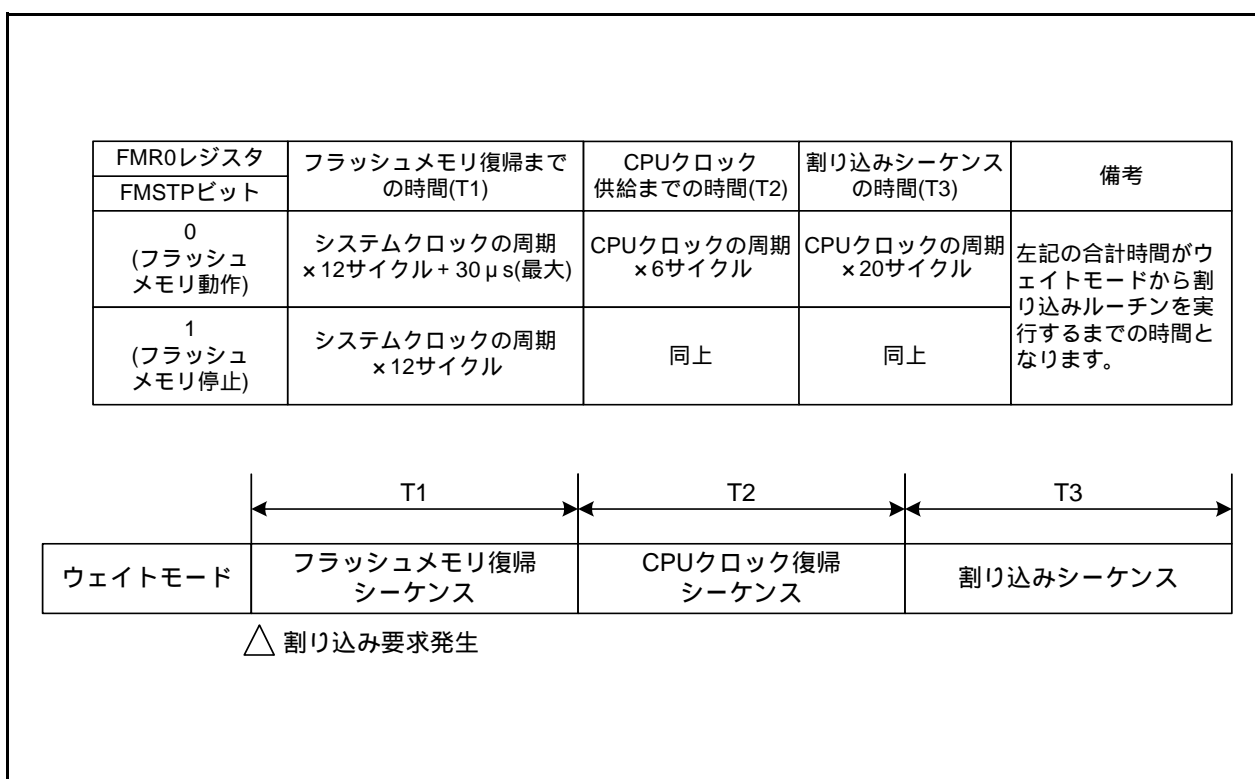 FMR0レジスタ
FMSTPビット
フラッシュメモリ復帰まで
の時間(T1)
CPUクロック
供給までの時間(T2)
割り込みシーケンス
の時間(T3)
備考
0
(フラッシュ
メモリ動作)
システムクロックの周期
×12サイクル + 30μs(最大)
CPUクロックの周期
×6サイクル
CPUクロックの周期
×20サイクル
左記の合計時間がウ
ェイトモードから割
り込みルーチンを実
行するまでの時間と
なります。
1
(フラッシュ
メモリ停止)
システムクロックの周期
×12サイクル
同上
同上
T1
T2
T3
ウェイトモード
フラッシュメモリ復帰
シーケンス
CPUクロック復帰
シーケンス
割り込みシーケンス
割り込み要求発生